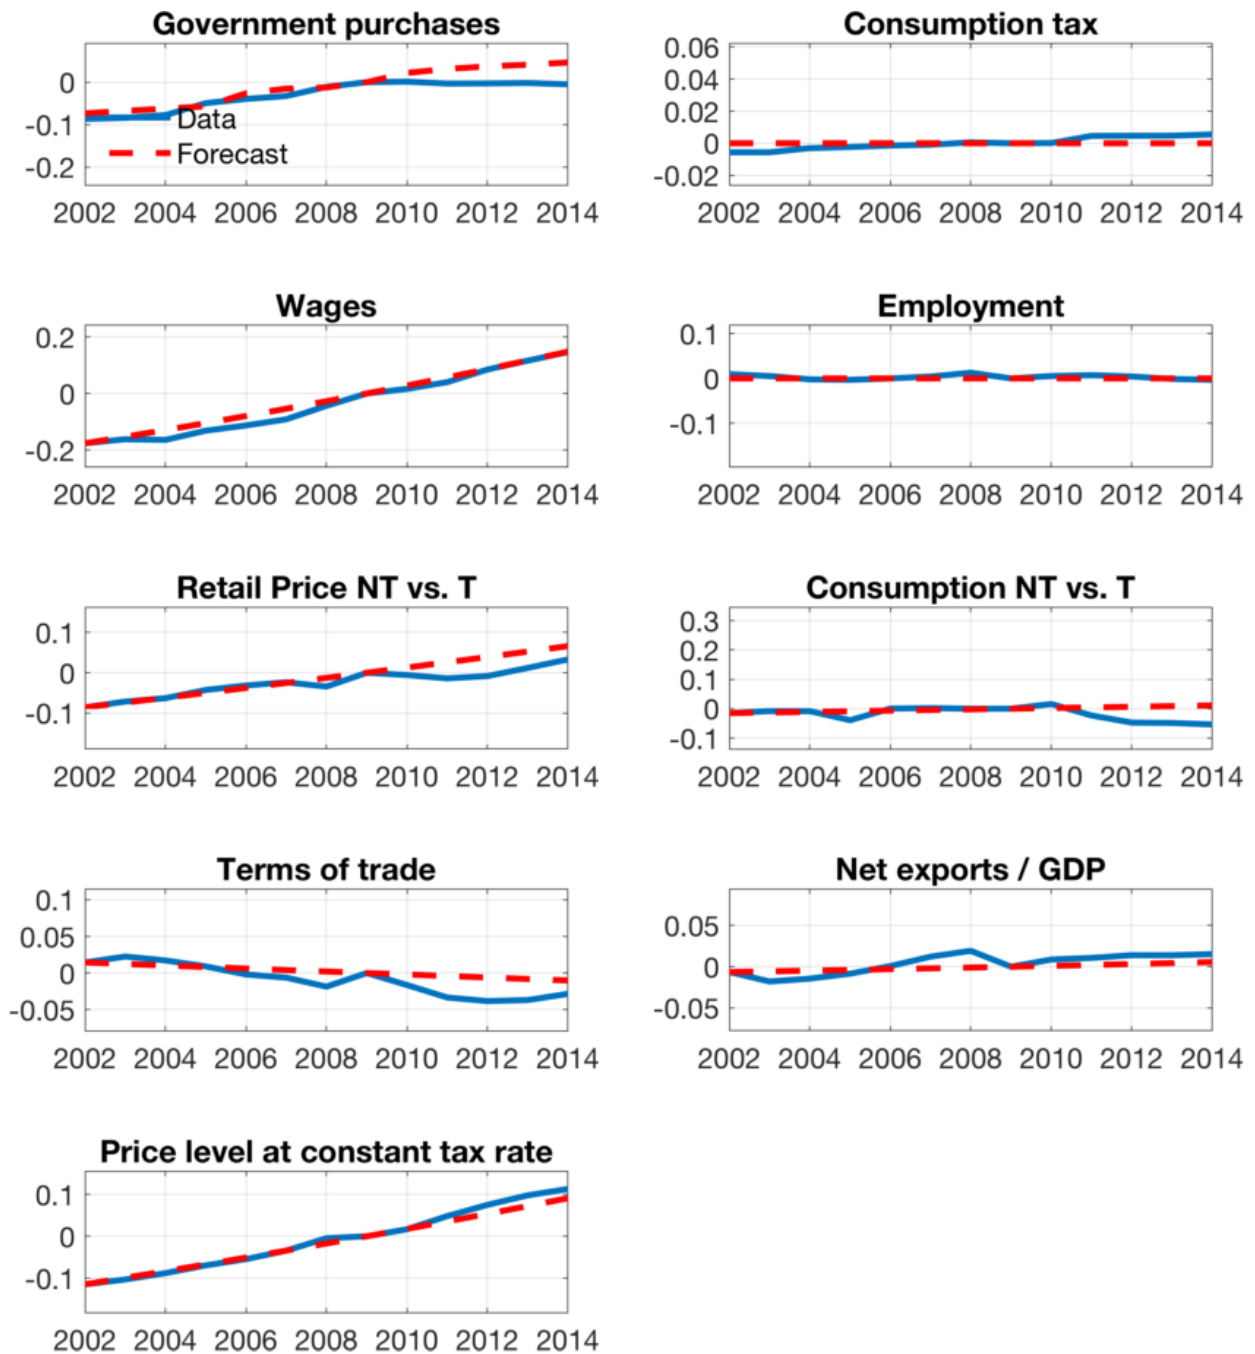 Government purchases
0
-0.1
-0.2
Data
Forecast
2002 2004 2006 2008 2010 2012 2014
Consumption tax
0.06
0.04
0.02
0
-0.02
2002 2004 2006 2008 2010 2012 2014
Wages
0.2
0
-0.2
2002 2004 2006 2008 2010 2012 2014
Employment
0.1
0
-0.1
2002 2004 2006 2008 2010 2012 2014
Retail Price NT vs. T
0.1
0
-0.1
2002 2004 2006 2008 2010 2012 2014
Consumption NT vs. T
0.3
0.2
0.1
0
-0.1
2002 2004 2006 2008 2010 2012 2014
Terms of trade
0.1
0.05
0
-0.05
2002 2004 2006 2008 2010 2012 2014
Net exports / GDP
0.05
0
-0.05
2002 2004 2006 2008 2010 2012 2014
Price level at constant tax rate
0.1
0
-0.1
2002 2004 2006 2008 2010 2012 2014